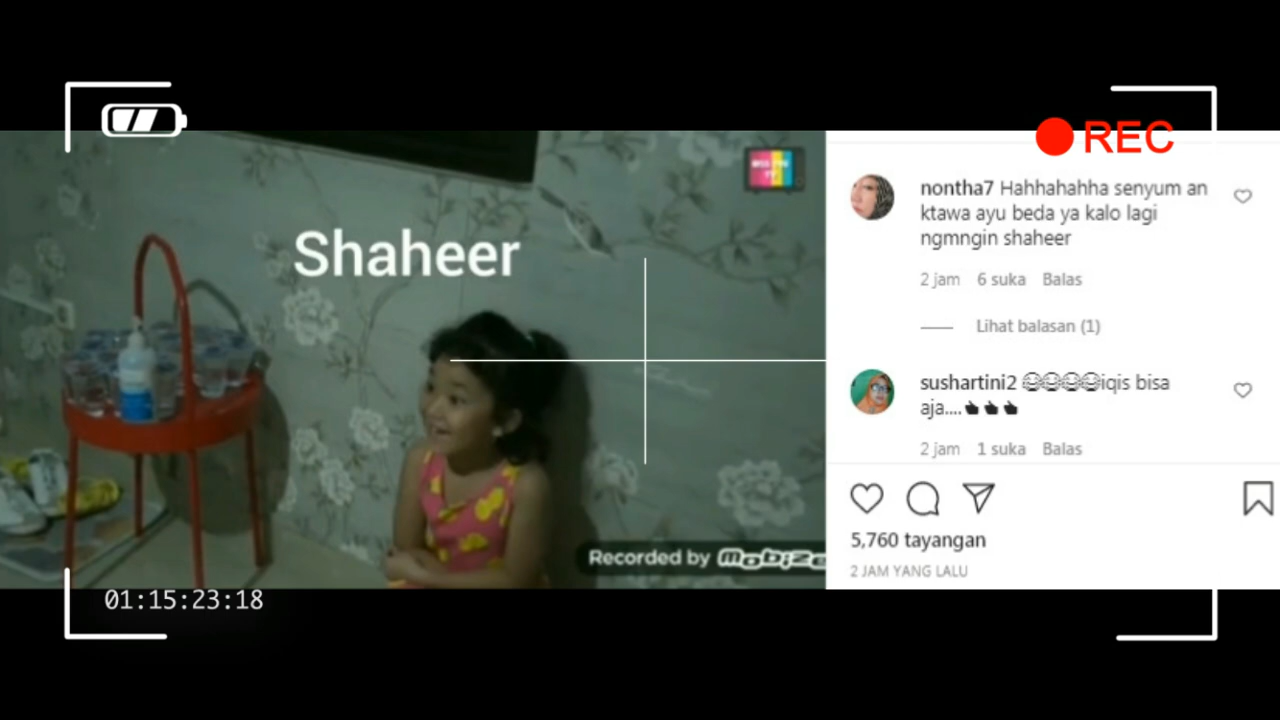 REC
Shaheer
Recorded by
nontha7 Hahhahahha senyum an
ktawa ayu beda ya kalo lagi
ngmngin shaheer
2 jam 6 suka Balas
Lihat balasan (1)
sushartini2 😂😂😂😂iqis bisa
aja....👍👍👍
2 jam 1 suka Balas
5,760 tayangan
2 JAM YANG LALU
01:15:23:18